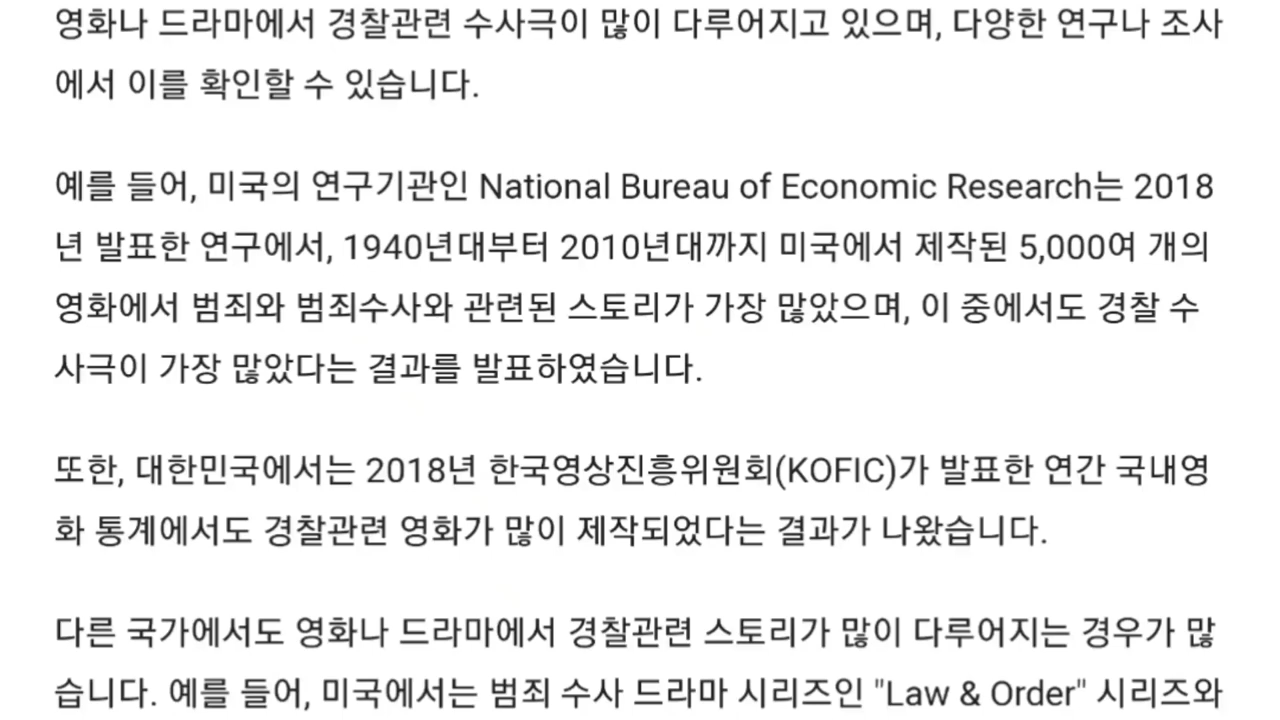 영화나 드라마에서 경찰관련 수사극이 많이 다루어지고 있으며, 다양한 연구나 조사
에서 이를 확인할 수 있습니다.
예를 들어, 미국의 연구기관인 National Bureau of Economic Research는 2018
년 발표한 연구에서, 1940년대부터 2010년대까지 미국에서 제작된 5,000여 개의
영화에서 범죄와 범죄수사와 관련된 스토리가 가장 많았으며, 이 중에서도 경찰 수
사극이 가장 많았다는 결과를 발표하였습니다.
또한, 대한민국에서는 2018년 한국영상진흥위원회(KOFIC)가 발표한 연간 국내영
화 통계에서도 경찰관련 영화가 많이 제작되었다는 결과가 나왔습니다.
다른 국가에서도 영화나 드라마에서 경찰관련 스토리가 많이 다루어지는 경우가 많
습니다. 예를 들어, 미국에서는 범죄 수사 드라마 시리즈인 "Law & Order" 시리즈와